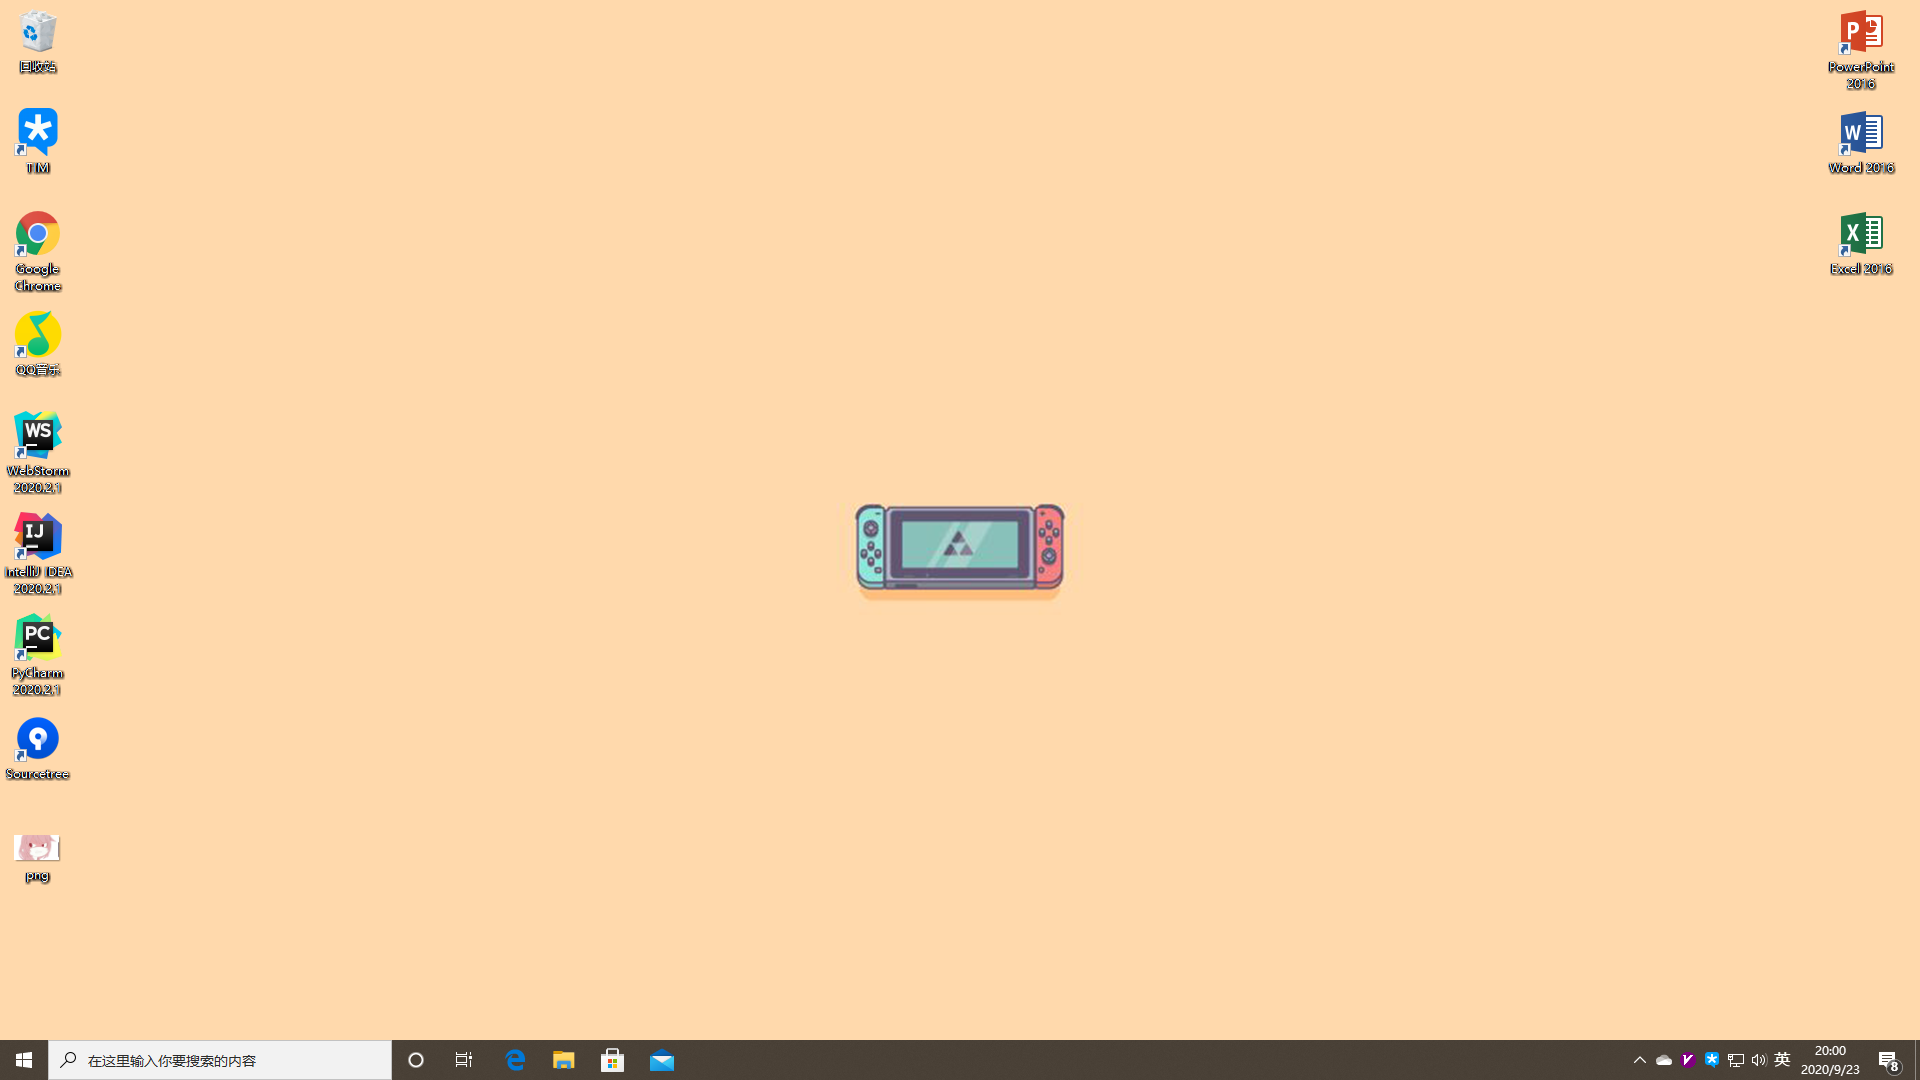 回收站
TIM
Google
Chrome
QQ音乐
WebStorm
2020.2.1
IntelliJ IDEA
2020.2.1
PyCharm
2020.2.1
Sourcetree
png
PowerPoint
2016
Word 2016
Excel 2016
在这里输入你要搜索的内容
英
20:00
2020/9/23
8